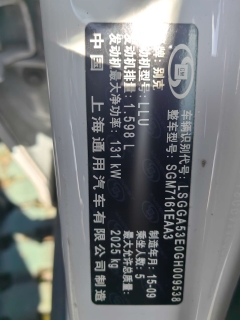 中国 上海通用汽车有限公司制造
品牌：别克
车辆识别代号：LSGGA53E0GH009538
整车型号：SGM7161EAA3
发动机型号：LLU
发动机排量：1.598 L
发动机最大净功率：131 kW
制造年月：15-09
乘坐人数：5
最大允许总质量：2025 kg